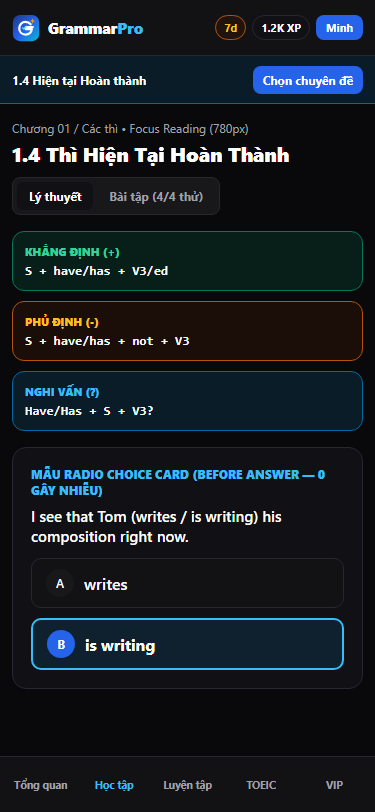 GrammarPro
7d
1.2K XP
Minh
1.4 Hiện tại Hoàn thành
Chọn chuyên đề
Chương 01 / Các thì • Focus Reading (780px)
1.4 Thì Hiện Tại Hoàn Thành
Lý thuyết
Bài tập (4/4 thử)
KHẲNG ĐỊNH (+)
S + have/has + V3/ed
PHỦ ĐỊNH (-)
S + have/has + not + V3
NGHI VẤN (?)
Have/Has + S + V3?
MẪU RADIO CHOICE CARD (BEFORE ANSWER — 0
GÂY NHIỄU)
I see that Tom (writes / is writing) his
composition right now.
A
writes
B
is writing
Tổng quan
Học tập
Luyện tập
TOEIC
VIP